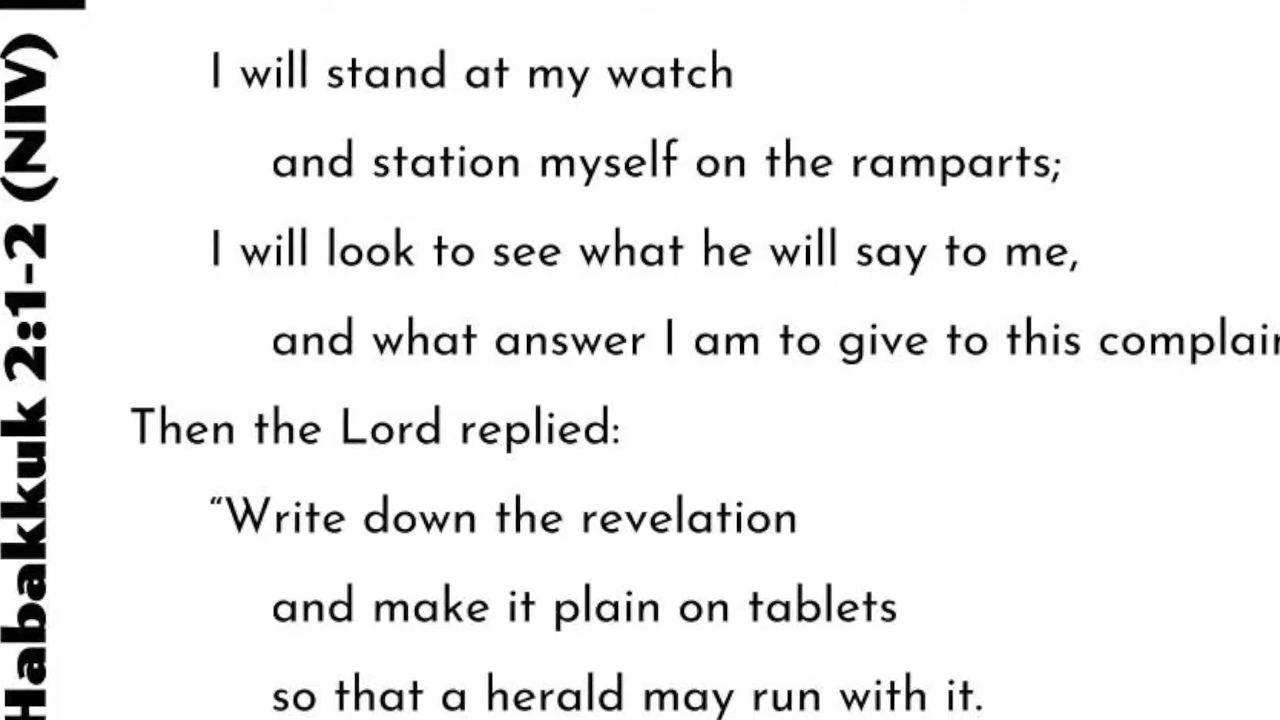 Habakkuk 2:1-2 (NIV)
I will stand at my watch
and station myself on the ramparts;
I will look to see what he will say to me,
and what answer I am to give to this
Then the Lord replied:
“Write down the revelation
and make it plain on tablets
so that a herald may run with it.